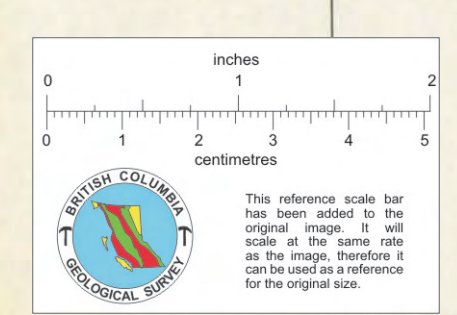 inches
0 1 2
0 1 2 3 4 5
centimetres
BRITISH COLUMBIA
GEOLOGICAL SURVEY
This reference scale bar
has been added to the
original image. It will
scale at the same rate
as the image, therefore it
can be used as a reference
for the original size.